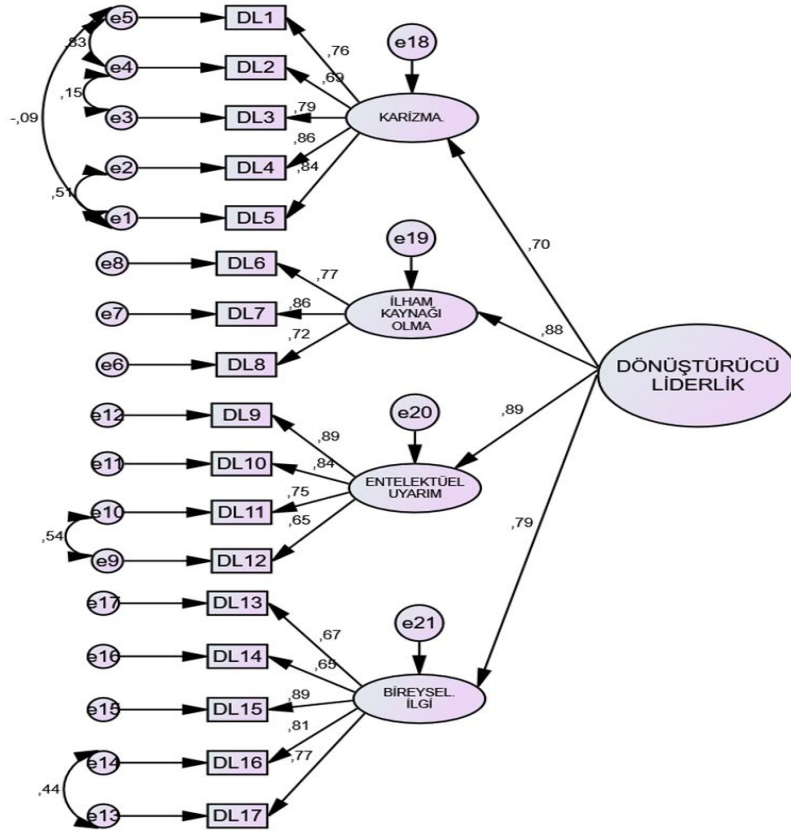 e5
DL1
,83
,76
e18
e4
DL2
,69
,15
-,09
e3
DL3
,79
KARİZMA.
,86
e2
DL4
,84
,51
e1
DL5
e8
DL6
,77
e19
,70
e7
DL7
,86
İLHAM
KAYNAĞI
OLMA
,88
e6
DL8
,72
DÖNÜŞTÜRÜCÜ
LİDERLİK
e12
DL9
,89
e20
,89
e11
DL10
,84
ENTELEKTÜEL
UYARIM
e10
DL11
,75
,54
,65
e9
DL12
,79
e17
DL13
,67
e21
e16
DL14
,65
e15
DL15
,89
BİREYSEL.
İLGİ
e14
DL16
,81
,44
,77
e13
DL17